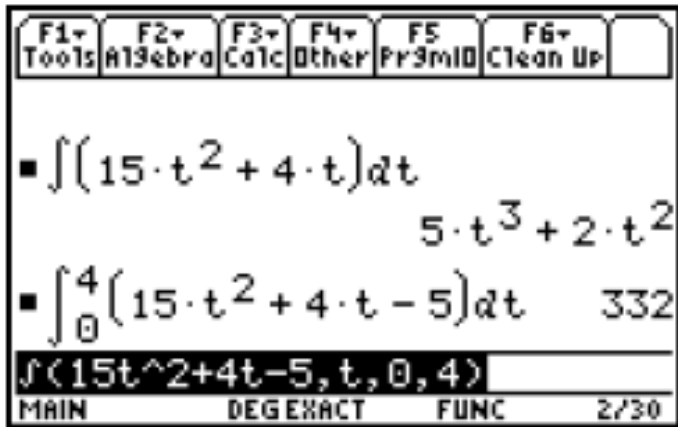 F1▾ F2▾ F3▾ F4▾ F5 F6▾
Tools Algebra Calc Other PrgmIO Clean Up
▪ ∫(15·t² + 4·t)dt
5·t³ + 2·t²
▪ ∫₀⁴(15·t² + 4·t − 5)dt 332
∫(15t^2+4t-5,t,0,4)
MAIN DEG EXACT FUNC 2/30